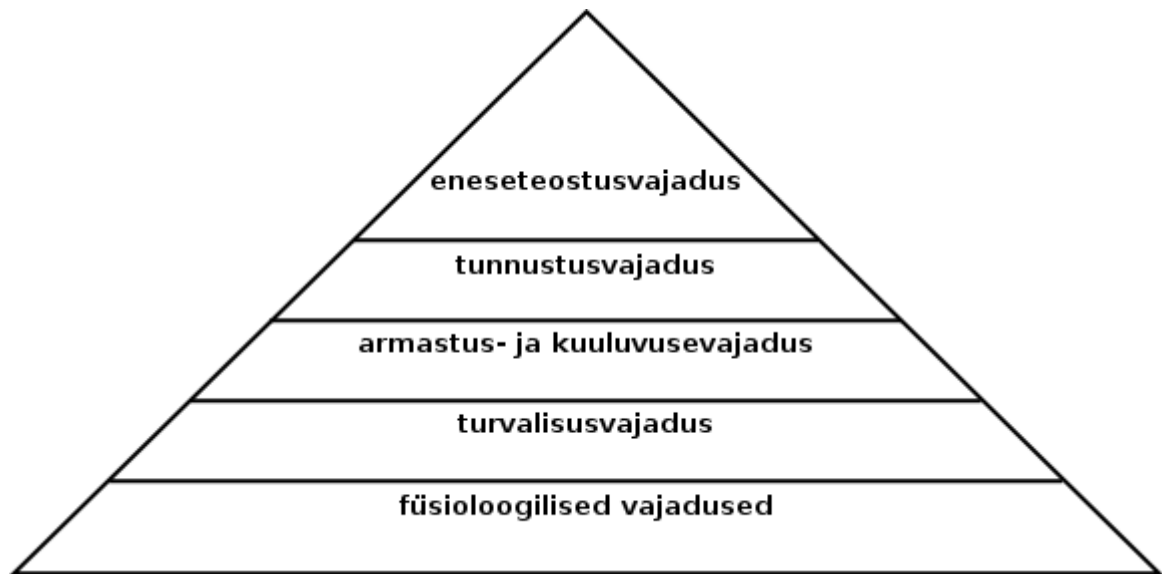 eneseteostusvajadus
tunnustusvajadus
armastus- ja kuuluvusevajadus
turvalisusvajadus
füsioloogilised vajadused